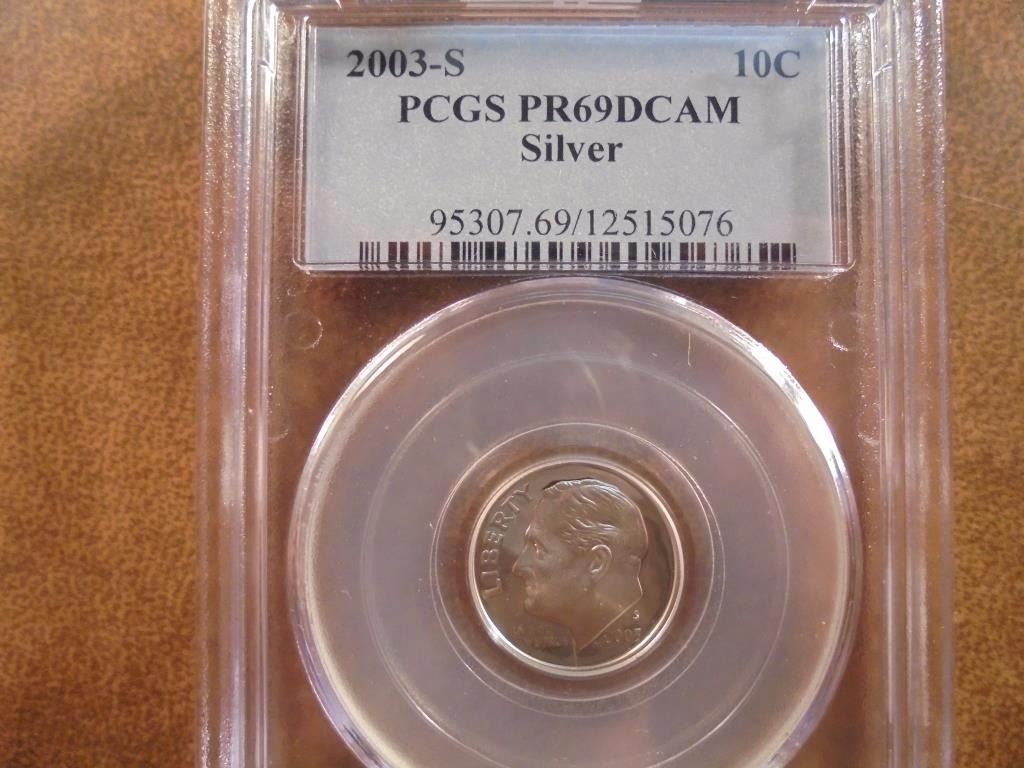 2003-S 10C
PCGS PR69DCAM
Silver
95307.69/12515076
LIBERTY
S